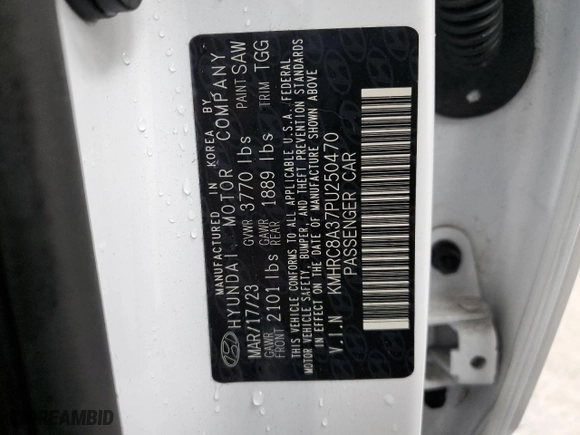 MANUFACTURED IN KOREA BY
HYUNDAI MOTOR COMPANY
MAR/17/23 GVWR 3770 lbs PAINT SAW
GAWR FRONT 2101 lbs GAWR REAR 1889 lbs TRIM TGG
THIS VEHICLE CONFORMS TO ALL APPLICABLE U.S.A. FEDERAL
MOTOR VEHICLE SAFETY, BUMPER, AND THEFT PREVENTION STANDARDS
IN EFFECT ON THE DATE OF MANUFACTURE SHOWN ABOVE
V.I.N KMHRC8A37PU250470
PASSENGER CAR
DREAMBID